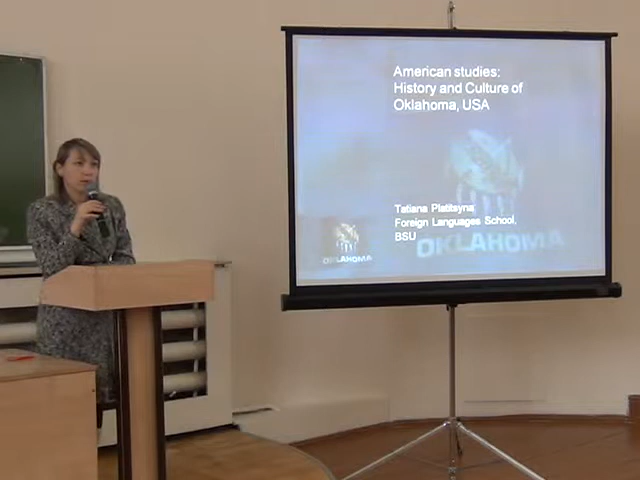 American studies:
History and Culture of
Oklahoma, USA
Tatiana Platitsyna
Foreign Languages School,
BSU
OKLAHOMA
OKLAHOMA